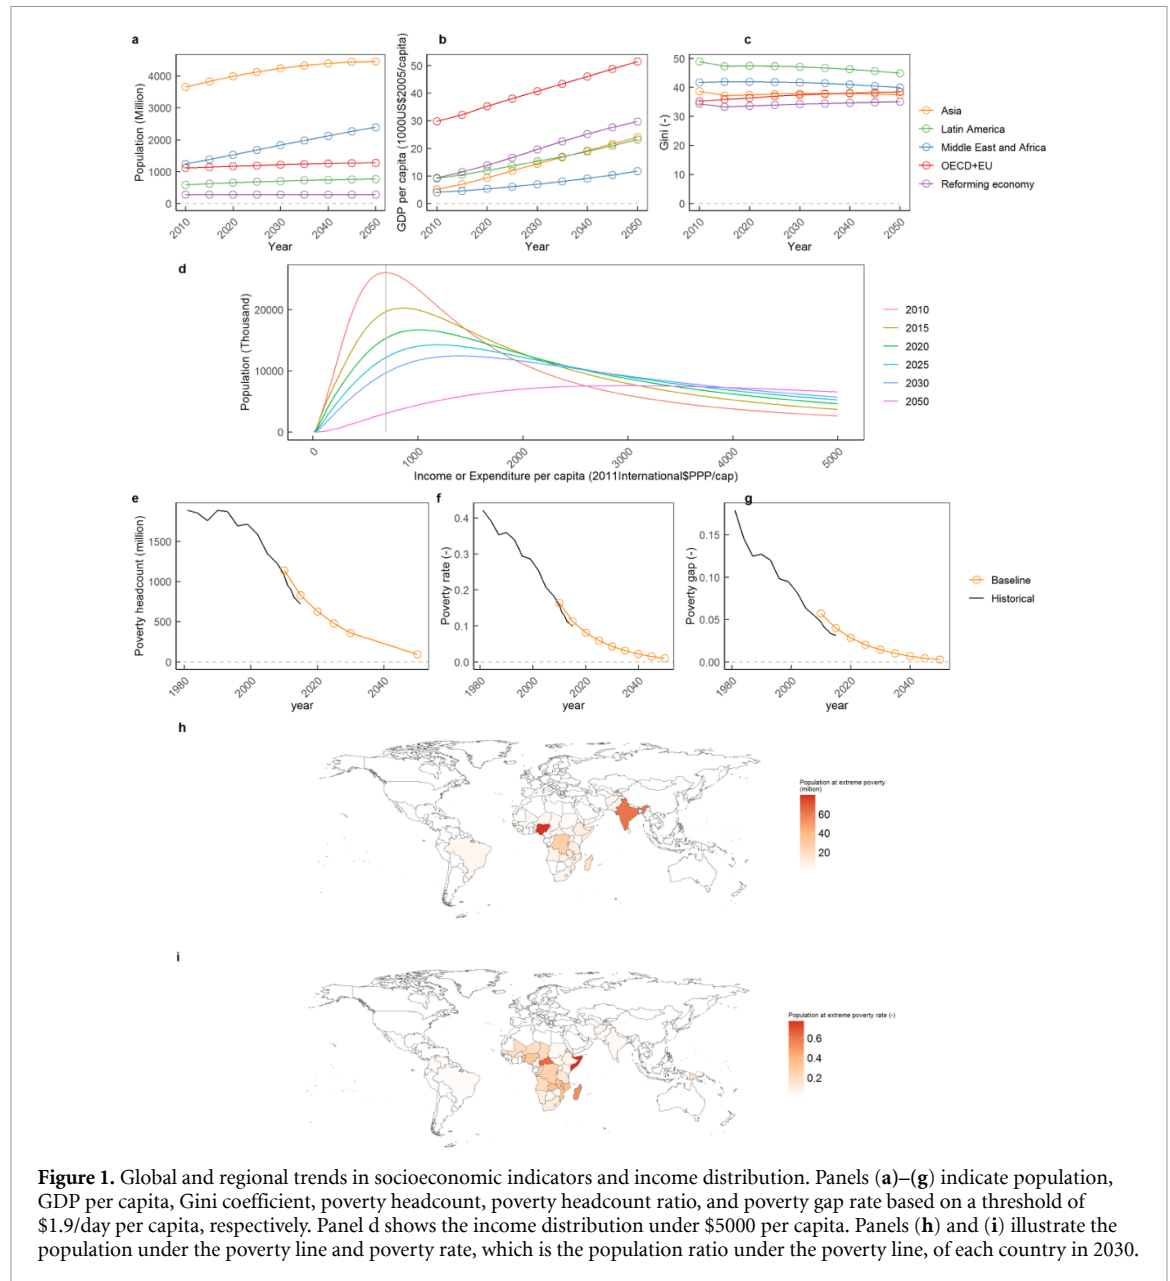 a
Population (Million)
4000
3000
2000
1000
0
2010
2020
2030
2040
2050
Year
b
GDP per capita (1000US$2005/capita)
50
40
30
20
10
0
2010
2020
2030
2040
2050
Year
c
Gini (-)
50
40
30
20
10
0
2010
2020
2030
2040
2050
Year
Asia
Latin America
Middle East and Africa
OECD+EU
Reforming economy
d
Population (Thousand)
20000
10000
0
0
1000
2000
3000
4000
5000
Income or Expenditure per capita (2011International$PPP/cap)
2010
2015
2020
2025
2030
2050
e
Poverty headcount (million)
1500
1000
500
0
1980
2000
2020
2040
year
f
Poverty rate (-)
0.4
0.3
0.2
0.1
0.0
1980
2000
2020
2040
year
g
Poverty gap (-)
0.15
0.10
0.05
0.00
1980
2000
2020
2040
year
Baseline
Historical
h
Population at extreme poverty
(million)
60
40
20
i
Population at extreme poverty rate (-)
0.6
0.4
0.2
Figure 1. Global and regional trends in socioeconomic indicators and income distribution. Panels (a)–(g) indicate population,
GDP per capita, Gini coefficient, poverty headcount, poverty headcount ratio, and poverty gap rate based on a threshold of
$1.9/day per capita, respectively. Panel d shows the income distribution under $5000 per capita. Panels (h) and (i) illustrate the
population under the poverty line and poverty rate, which is the population ratio under the poverty line, of each country in 2030.